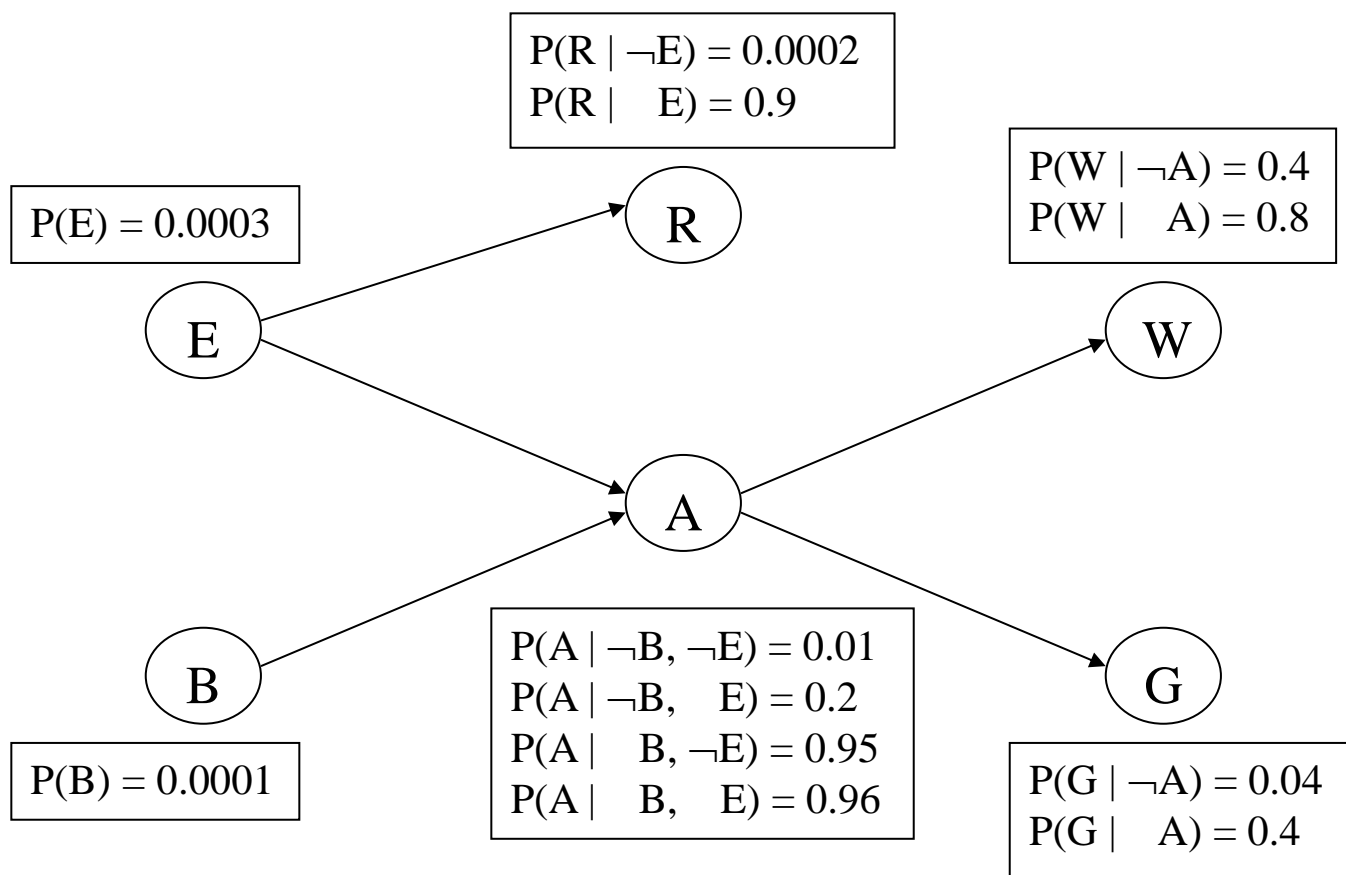 P(R | ¬E) = 0.0002
P(R | E) = 0.9
P(W | ¬A) = 0.4
P(W | A) = 0.8
P(E) = 0.0003
R
E
W
A
B
G
P(A | ¬B, ¬E) = 0.01
P(A | ¬B, E) = 0.2
P(A | B, ¬E) = 0.95
P(A | B, E) = 0.96
P(B) = 0.0001
P(G | ¬A) = 0.04
P(G | A) = 0.4